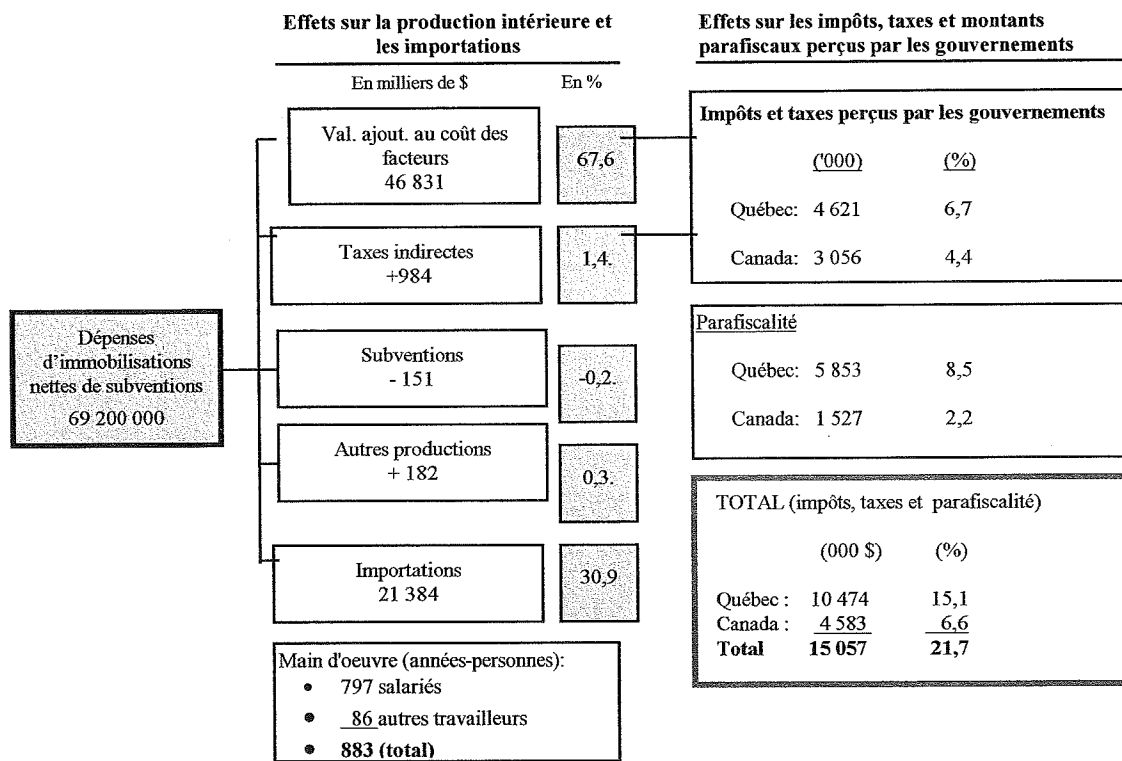 Effets sur la production intérieure et
les importations
En milliers de $
En %
Dépenses
d'immobilisations
nettes de subventions
69 200 000
Val. ajout. au coût des
facteurs
46 831
67,6
Taxes indirectes
+984
1,4.
Subventions
- 151
-0,2.
Autres productions
+ 182
0,3.
Importations
21 384
30,9
Main d'oeuvre (années-personnes):
• 797 salariés
• 86 autres travailleurs
• 883 (total)
Effets sur les impôts, taxes et montants
parafiscaux perçus par les gouvernements
Impôts et taxes perçus par les gouvernements
('000) (%)
Québec: 4 621 6,7
Canada: 3 056 4,4
Parafiscalité
Québec: 5 853 8,5
Canada: 1 527 2,2
TOTAL (impôts, taxes et parafiscalité)
(000 $) (%)
Québec : 10 474 15,1
Canada : 4 583 6,6
Total 15 057 21,7